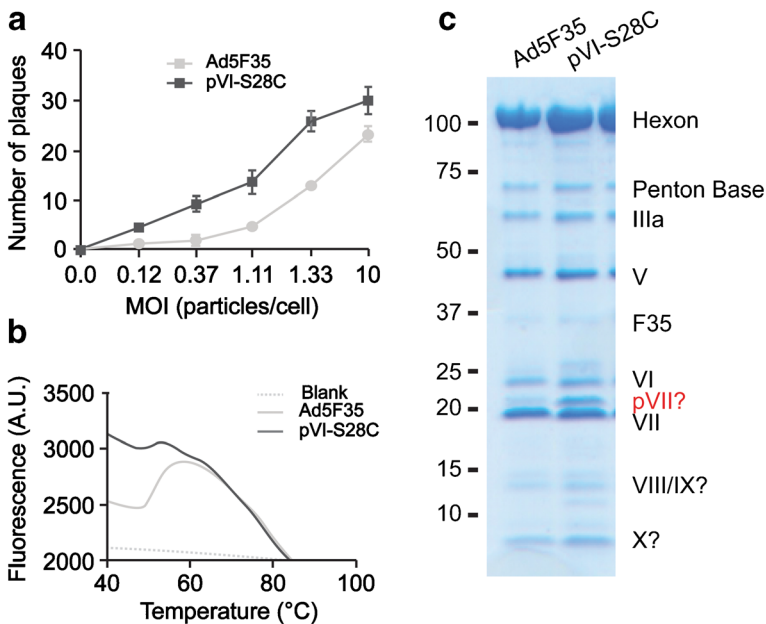 a
40
30
20
10
0
Number of plaques
Ad5F35
pVI-S28C
0.0 0.12 0.37 1.11 1.33 10
MOI (particles/cell)
b
3500
3000
2500
2000
Fluorescence (A.U.)
Blank
Ad5F35
pVI-S28C
40 60 80 100
Temperature (°C)
c
Ad5F35
pVI-S28C
100
75
50
37
25
20
15
10
Hexon
Penton Base
IIIa
V
F35
VI
pVII?
VII
VIII/IX?
X?